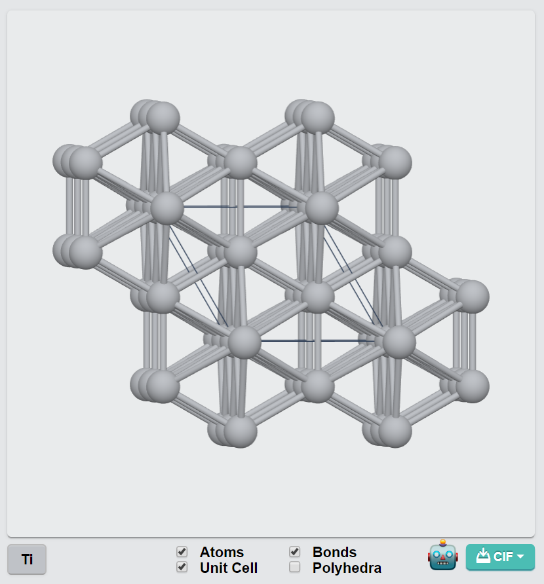 Ti
Atoms
Bonds
CIF
Unit Cell
Polyhedra